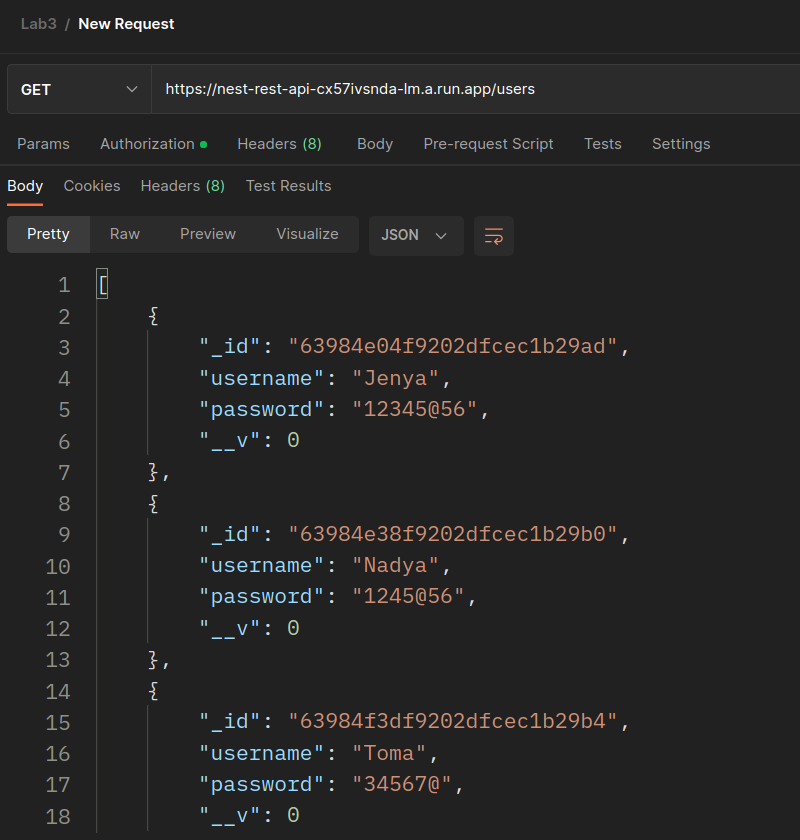 Lab3 / New Request
GET https://nest-rest-api-cx57ivsnda-lm.a.run.app/users
Params Authorization Headers (8) Body Pre-request Script Tests Settings
Body Cookies Headers (8) Test Results
Pretty Raw Preview Visualize JSON
1 [
2 {
3 "_id": "63984e04f9202dfcec1b29ad",
4 "username": "Jenya",
5 "password": "12345@56",
6 "__v": 0
7 },
8 {
9 "_id": "63984e38f9202dfcec1b29b0",
10 "username": "Nadya",
11 "password": "1245@56",
12 "__v": 0
13 },
14 {
15 "_id": "63984f3df9202dfcec1b29b4",
16 "username": "Toma",
17 "password": "34567@",
18 "__v": 0